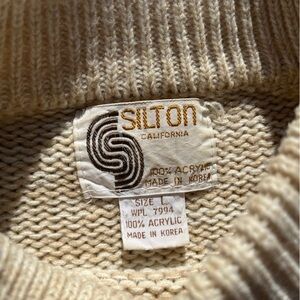 SILTON
CALIFORNIA
100% ACRYLIC
MADE IN KOREA
SIZE L
WPL 7994
100% ACRYLIC
MADE IN KOREA